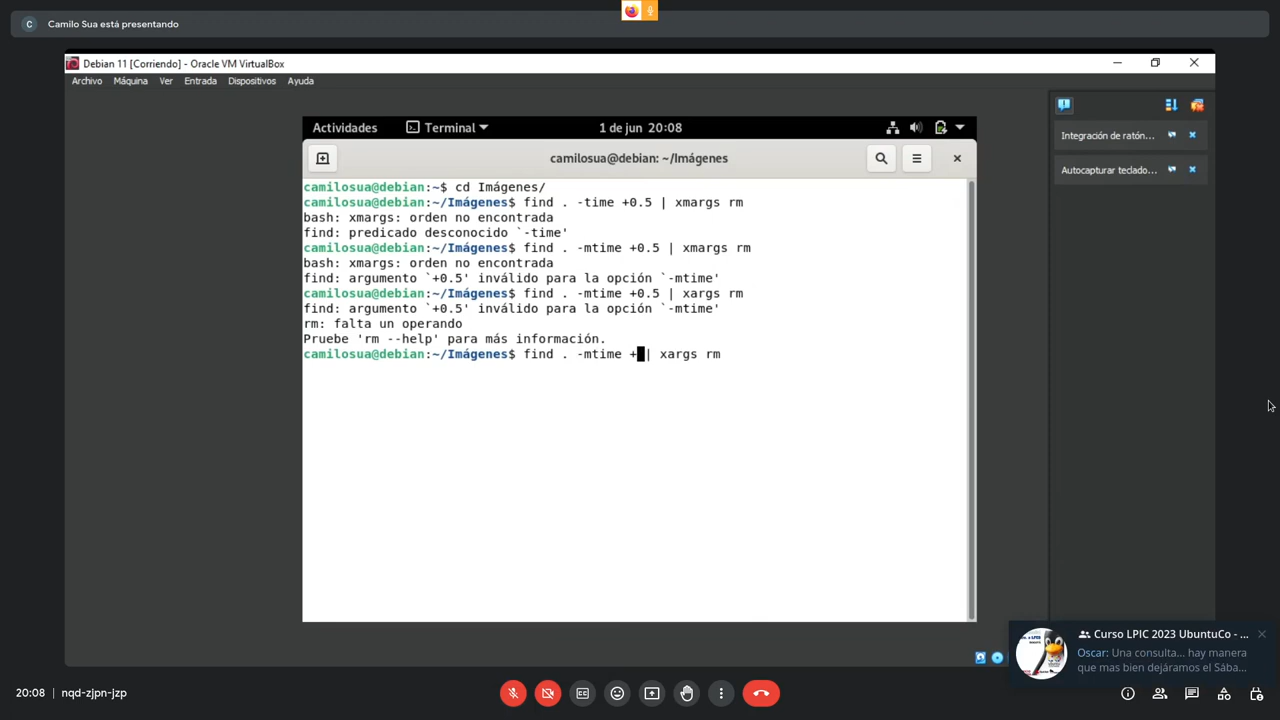 C Camilo Sua está presentando
Debian 11 [Corriendo] - Oracle VM VirtualBox
Archivo Máquina Ver Entrada Dispositivos Ayuda
Actividades Terminal 1 de jun 20:08
camilosua@debian: ~/Imágenes
Integración de ratón...
Autocapturar teclado...
camilosua@debian:~$ cd Imágenes/
camilosua@debian:~/Imágenes$ find . -time +0.5 | xmargs rm
bash: xmargs: orden no encontrada
find: predicado desconocido `-time'
camilosua@debian:~/Imágenes$ find . -mtime +0.5 | xmargs rm
bash: xmargs: orden no encontrada
find: argumento `+0.5' inválido para la opción `-mtime'
camilosua@debian:~/Imágenes$ find . -mtime +0.5 | xargs rm
find: argumento `+0.5' inválido para la opción `-mtime'
rm: falta un operando
Pruebe 'rm --help' para más información.
camilosua@debian:~/Imágenes$ find . -mtime + | xargs rm
Curso LPIC 2023 UbuntuCo - ...
Oscar: Una consulta... hay manera
que mas bien dejáramos el Sába...
20:08 | nqd-zjpn-jzp